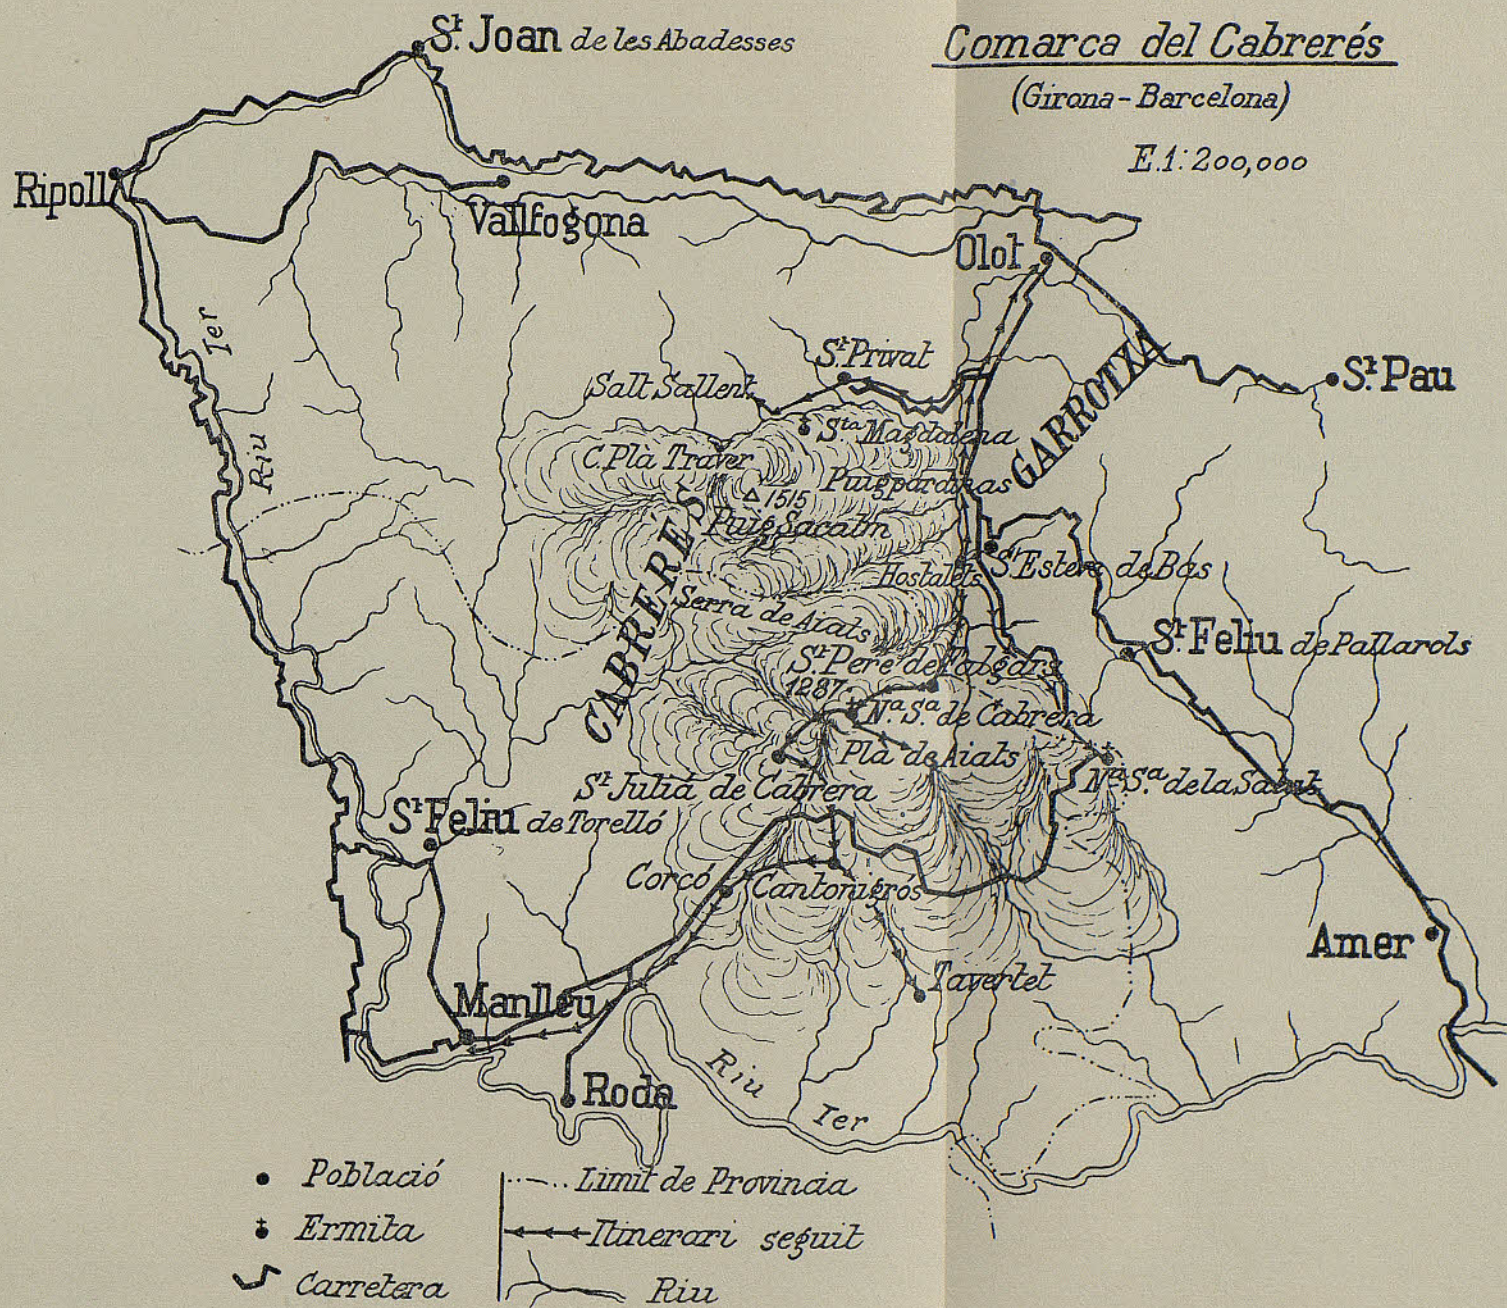 St. Joan de les Abadesses
Comarca del Cabrerés
(Girona-Barcelona)
E.1:200,000
Ripoll
Vallfogona
Olot
Riu Ter
St. Privat
Salt Sallent
GARROTXA
St. Pau
Sta Magdalena
C. Plà Traver
Puigpardinas
△ 1515
Puig Sacalm
CABRERÉS
Hostalets
St Esteve de Bas
Serra de Aiats
St. Feliu de Pallarols
St. Pere de Falgars
1287
Na. Sa. de Cabrera
Plà de Aiats
St. Julià de Cabrera
Na. Sa. de la Salut
St. Feliu de Torelló
Corcó
Cantonigrós
Amer
Tavertet
Manlleu
Riu Ter
Roda
Població
Limit de Provincia
Ermita
Itinerari seguit
Carretera
Riu